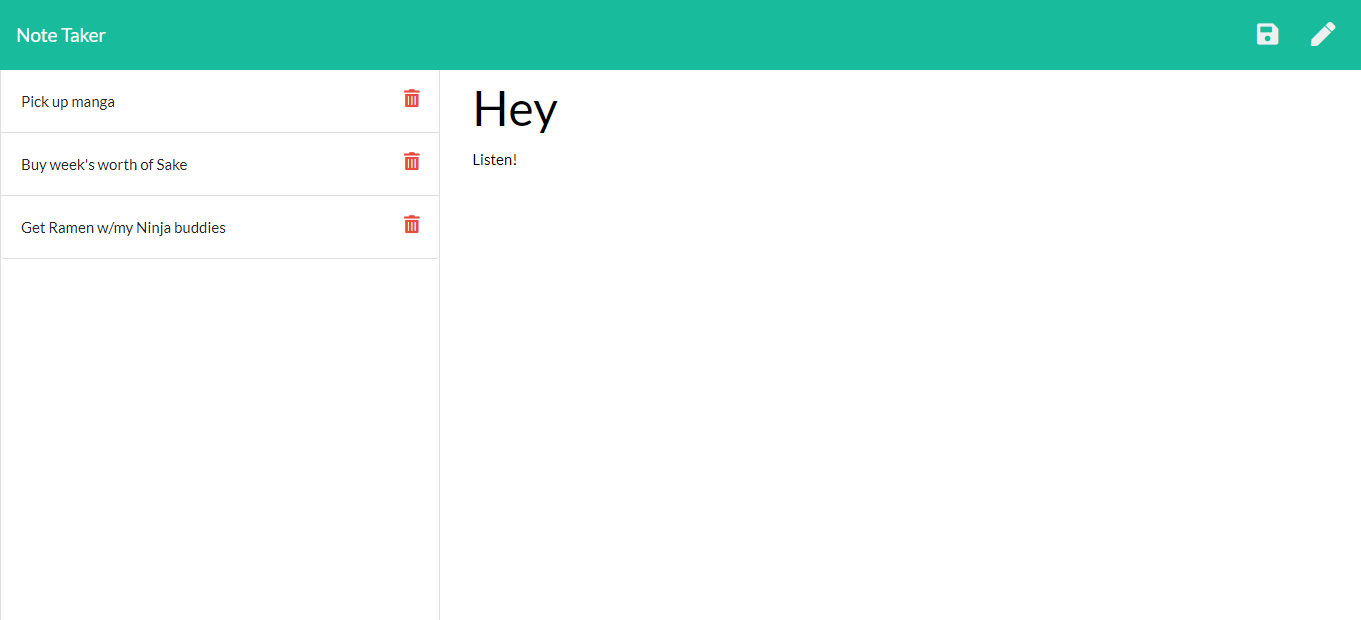 Note Taker
Pick up manga
Buy week's worth of Sake
Get Ramen w/my Ninja buddies
Hey
Listen!